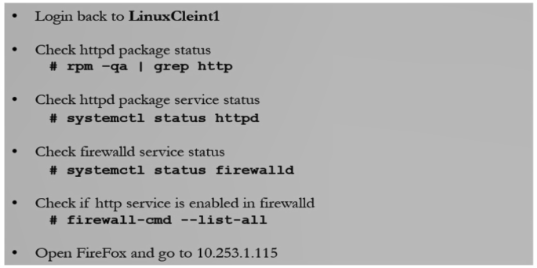 • Login back to LinuxCleint1
• Check httpd package status
# rpm –qa | grep http
• Check httpd package service status
# systemctl status httpd
• Check firewalld service status
# systemctl status firewalld
• Check if http service is enabled in firewalld
# firewall-cmd --list-all
• Open FireFox and go to 10.253.1.115